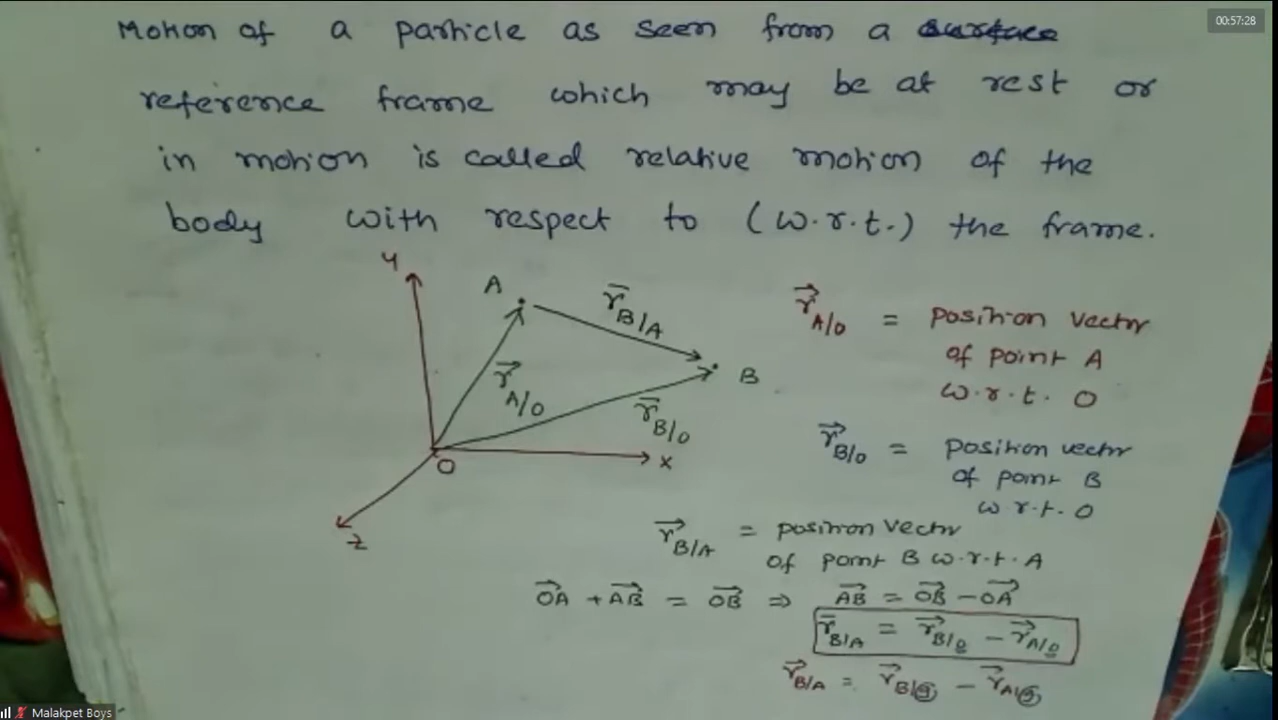 00:57:28
Motion of a particle as seen from a surface
reference frame which may be at rest or
in motion is called relative motion of the
body with respect to (w.r.t.) the frame.
y
A
r⃗ B/A
B
r⃗ A/O
r⃗ B/O
O
x
z
r⃗ A/O = position vector
of point A
w.r.t. O
r⃗ B/O = position vector
of point B
w r.t. O
r⃗ B/A = position vector
of point B w.r.t. A
OA⃗ + AB⃗ = OB⃗ ⇒ AB⃗ = OB⃗ - OA⃗
r⃗ B/A = r⃗ B/O - r⃗ A/O
r⃗ B/A = r⃗ B/g - r⃗ A/g
Malakpet Boys